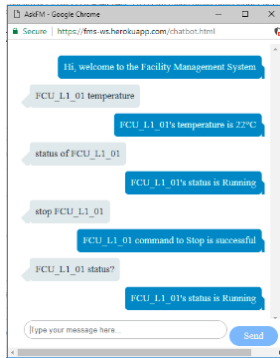 AskFM - Google Chrome
Secure | https://fms-ws.herokuapp.com/chatbot.html
Hi, welcome to the Facility Management System
FCU_L1_01 temperature
FCU_L1_01's temperature is 22°C
status of FCU_L1_01
FCU_L1_01's status is Running
stop FCU_L1_01
FCU_L1_01 command to Stop is successful
FCU_L1_01 status?
FCU_L1_01's status is Running
Type your message here...
Send